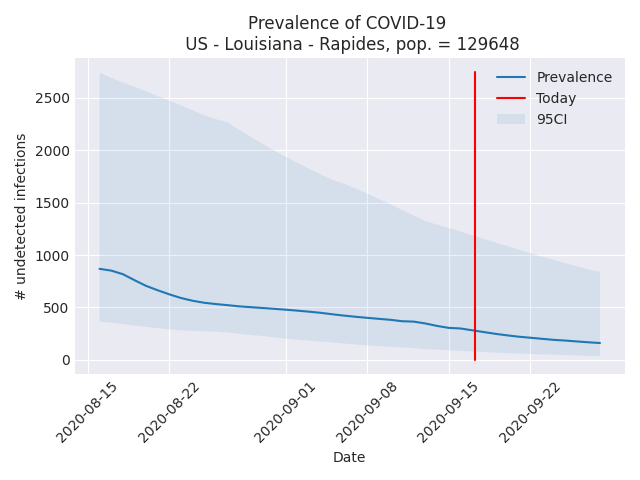 Prevalence of COVID-19
US - Louisiana - Rapides, pop. = 129648
Prevalence
Today
95CI
# undetected infections
2500
2000
1500
1000
500
0
2020-08-15
2020-08-22
2020-09-01
2020-09-08
2020-09-15
2020-09-22
Date